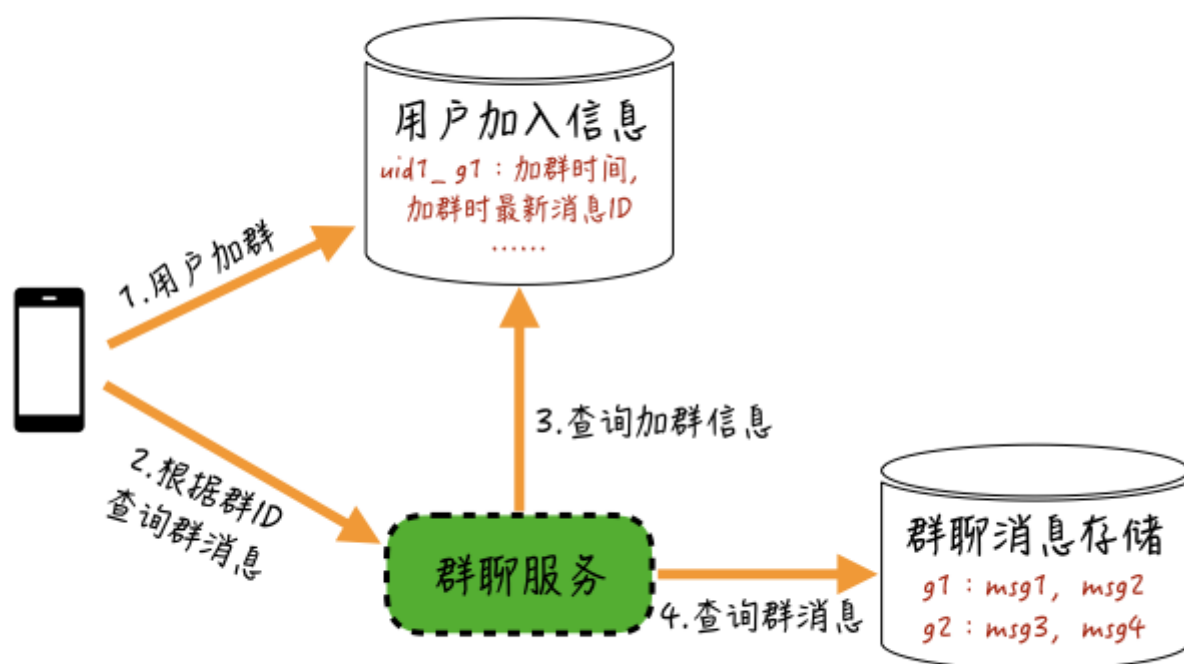 用户加入信息
uid1_g1：加群时间,
加群时最新消息ID
......
1.用户加群
2.根据群ID
查询群消息
3.查询加群信息
群聊服务
4.查询群消息
群聊消息存储
g1：msg1, msg2
g2：msg3, msg4